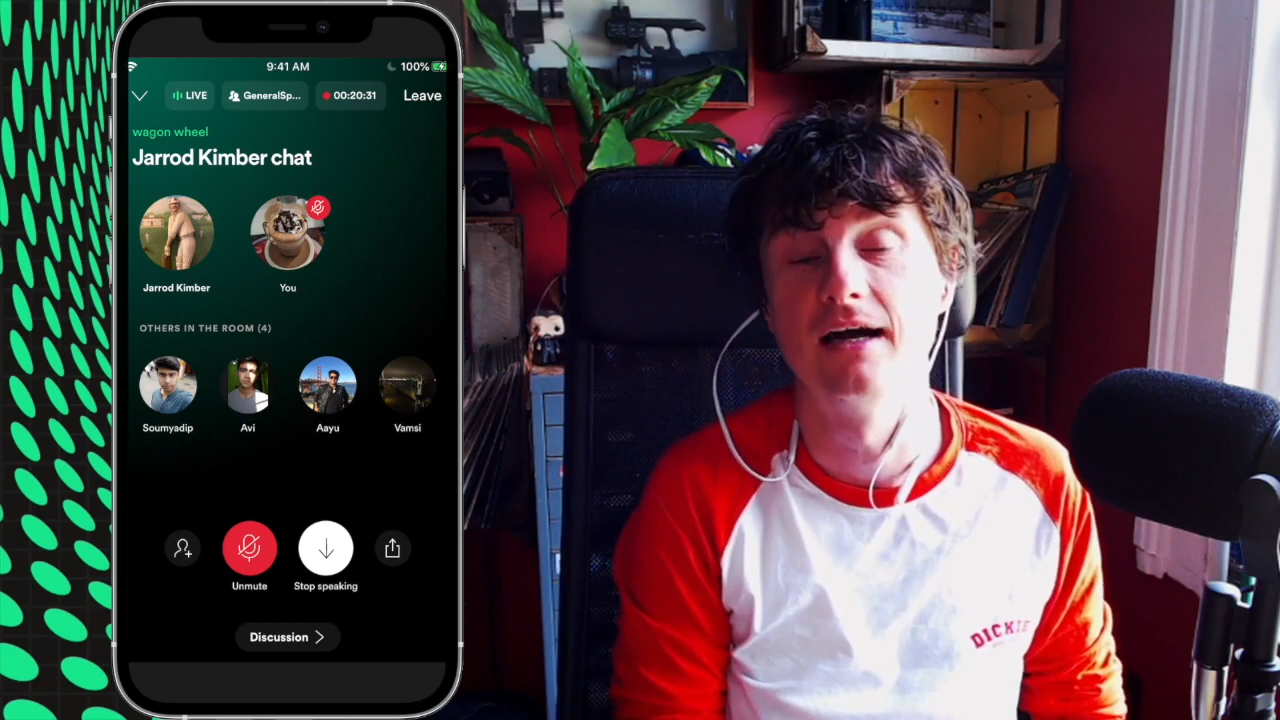 9:41 AM
100%
LIVE
GeneralSp...
00:20:31
Leave
wagon wheel
Jarrod Kimber chat
Jarrod Kimber
You
OTHERS IN THE ROOM (4)
Soumyadip
Avi
Aayu
Vamsi
Unmute
Stop speaking
Discussion